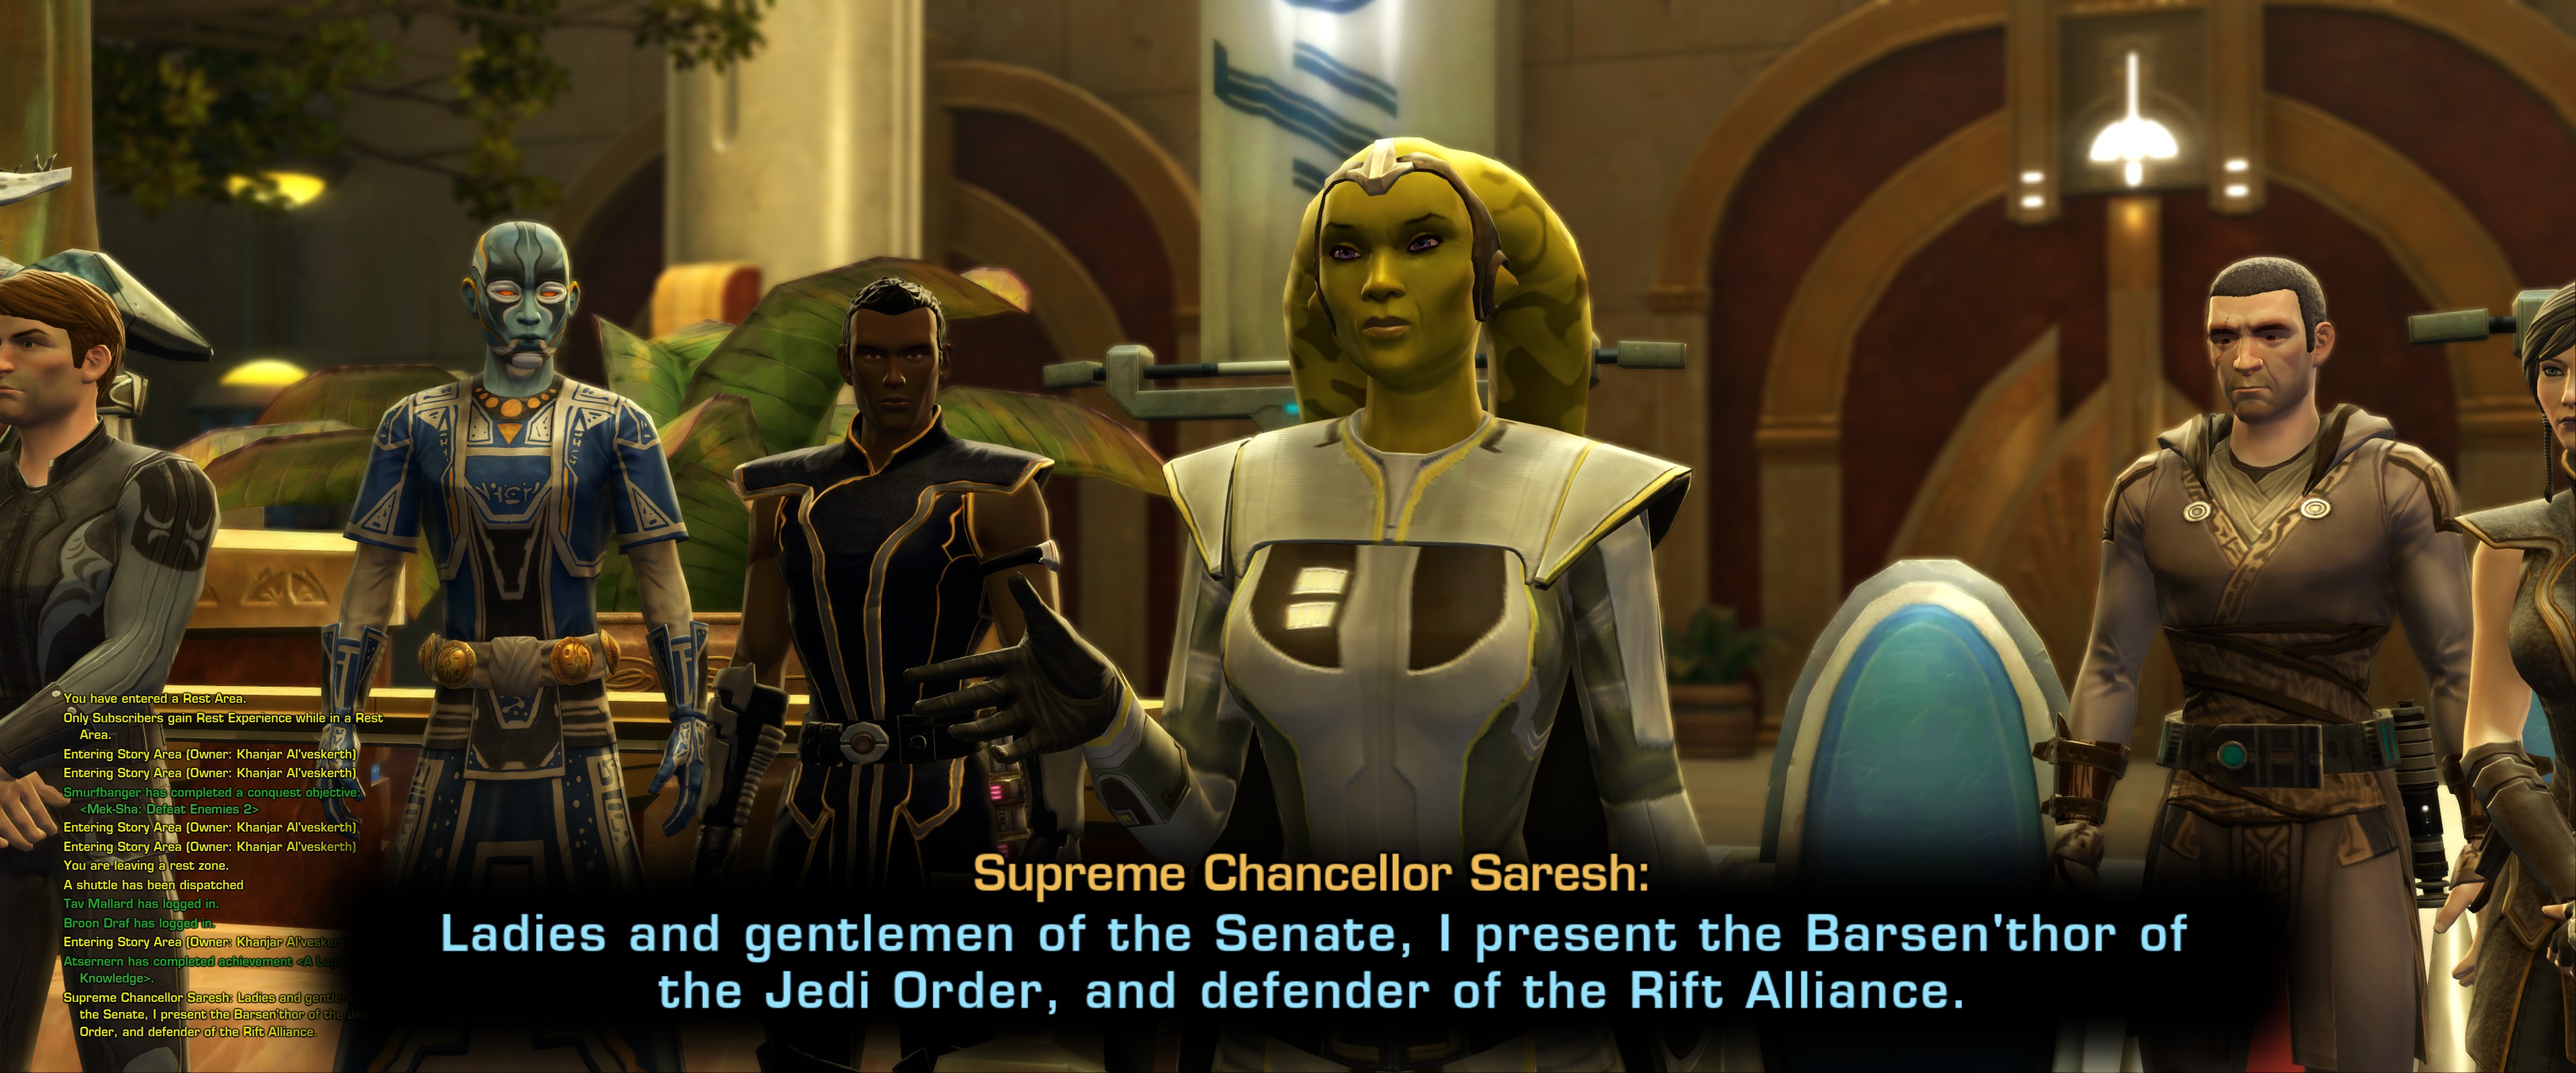 You have entered a Rest Area.
Only Subscribers gain Rest Experience while in a Rest
Area.
Entering Story Area (Owner: Khanjar Al'veskerth)
Entering Story Area (Owner: Khanjar Al'veskerth)
Smurfbanger has completed a conquest objective:
<Mek-Sha: Defeat Enemies 2>
Entering Story Area (Owner: Khanjar Al'veskerth)
Entering Story Area (Owner: Khanjar Al'veskerth)
You are leaving a rest zone.
A shuttle has been dispatched
Tav Mallard has logged in.
Broon Draf has logged in.
Entering Story Area (Owner: Khanjar Al'veskerth)
Atsernern has completed achievement <A
Knowledge>.
Supreme Chancellor Saresh: Ladies and gentlemen of
the Senate, I present the Barsen'thor of the Jedi
Order, and defender of the Rift Alliance.
Supreme Chancellor Saresh:
Ladies and gentlemen of the Senate, I present the Barsen'thor of
the Jedi Order, and defender of the Rift Alliance.